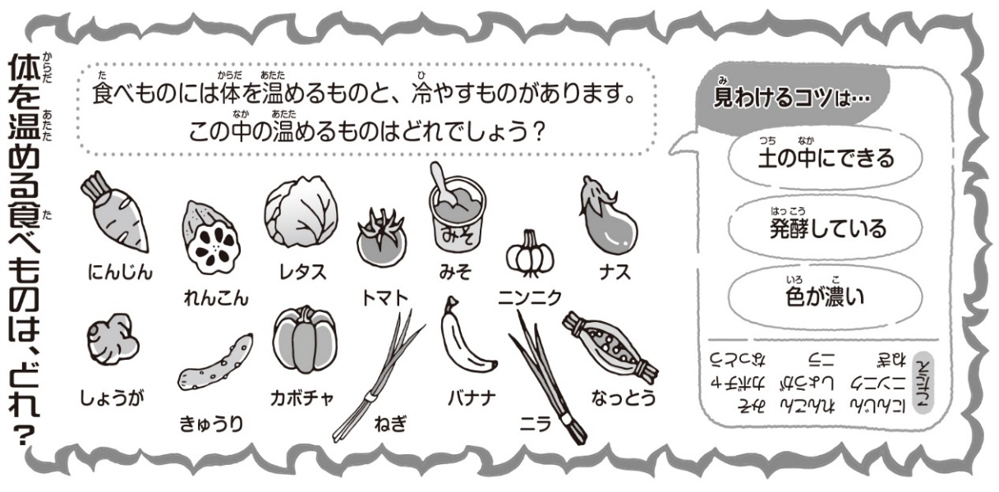 体を温める食べものは、どれ？
食べものには体を温めるものと、冷やすものがあります。
この中の温めるものはどれでしょう？
にんじん
れんこん
レタス
トマト
みそ
みそ
ニンニク
ナス
しょうが
きゅうり
カボチャ
ねぎ
バナナ
ニラ
なっとう
見わけるコツは…
土の中にできる
発酵している
色が濃い
こたえ
にんじん れんこん みそ
ニンニク しょうが カボチャ
ねぎ ニラ なっとう